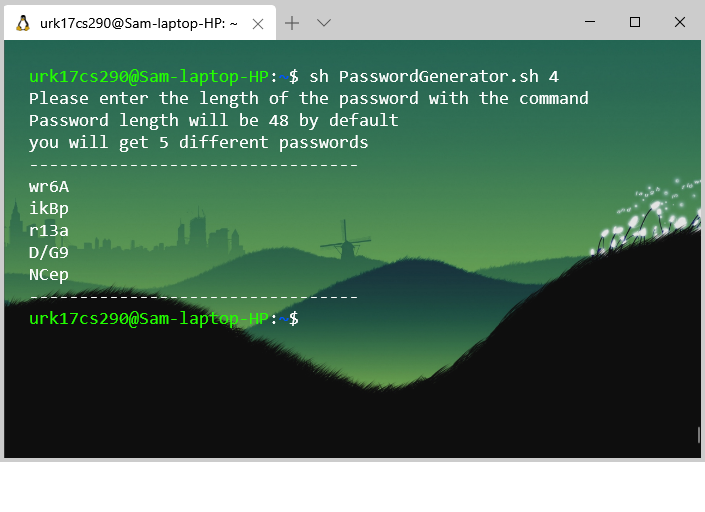 urk17cs290@Sam-laptop-HP: ~
urk17cs290@Sam-laptop-HP:~$ sh PasswordGenerator.sh 4
Please enter the length of the password with the command
Password length will be 48 by default
you will get 5 different passwords
---------------------------------
wr6A
ikBp
r13a
D/G9
NCep
---------------------------------
urk17cs290@Sam-laptop-HP:~$